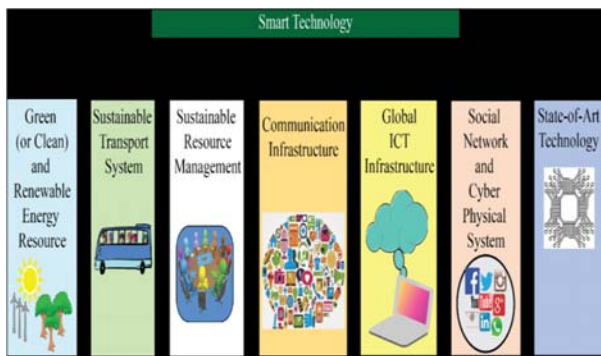 Smart Technology
Green
(or Clean)
and
Renewable
Energy
Resource
Sustainable
Transport
System
Sustainable
Resource
Management
Communication
Infrastructure
Global
ICT
Infrastructure
Social
Network
and
Cyber
Physical
System
State-of-Art
Technology